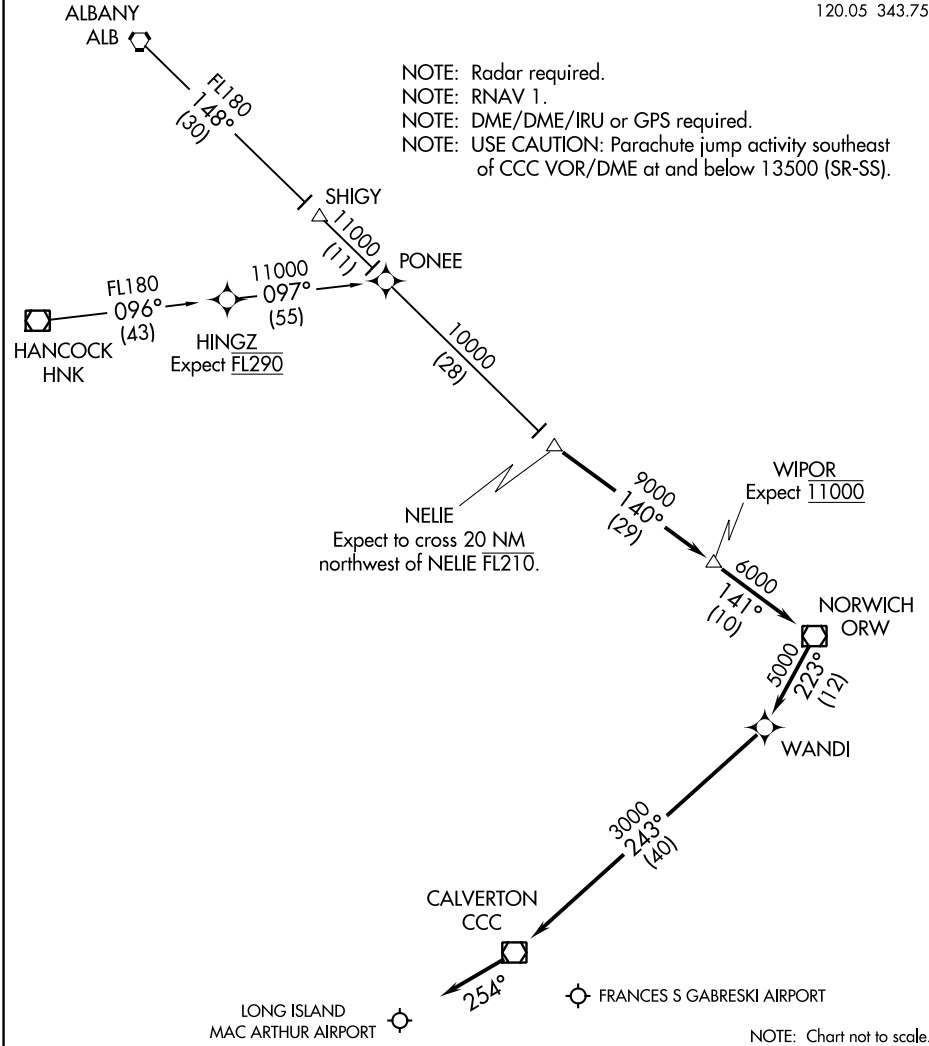 120.05 343.75
ALBANY
ALB
NOTE: Radar required.
NOTE: RNAV 1.
NOTE: DME/DME/IRU or GPS required.
NOTE: USE CAUTION: Parachute jump activity southeast
of CCC VOR/DME at and below 13500 (SR-SS).
FL180
148°
(30)
SHIGY
11000
(11)
PONEE
FL180
096°
(43)
11000
097°
(55)
HANCOCK
HNK
HINGZ
Expect FL290
10000
(28)
NELIE
Expect to cross 20 NM
northwest of NELIE FL210.
9000
140°
(29)
WIPOR
Expect 11000
6000
141°
(10)
NORWICH
ORW
5000
223°
(12)
WANDI
3000
243°
(40)
CALVERTON
CCC
254°
LONG ISLAND
MAC ARTHUR AIRPORT
FRANCES S GABRESKI AIRPORT
NOTE: Chart not to scale.